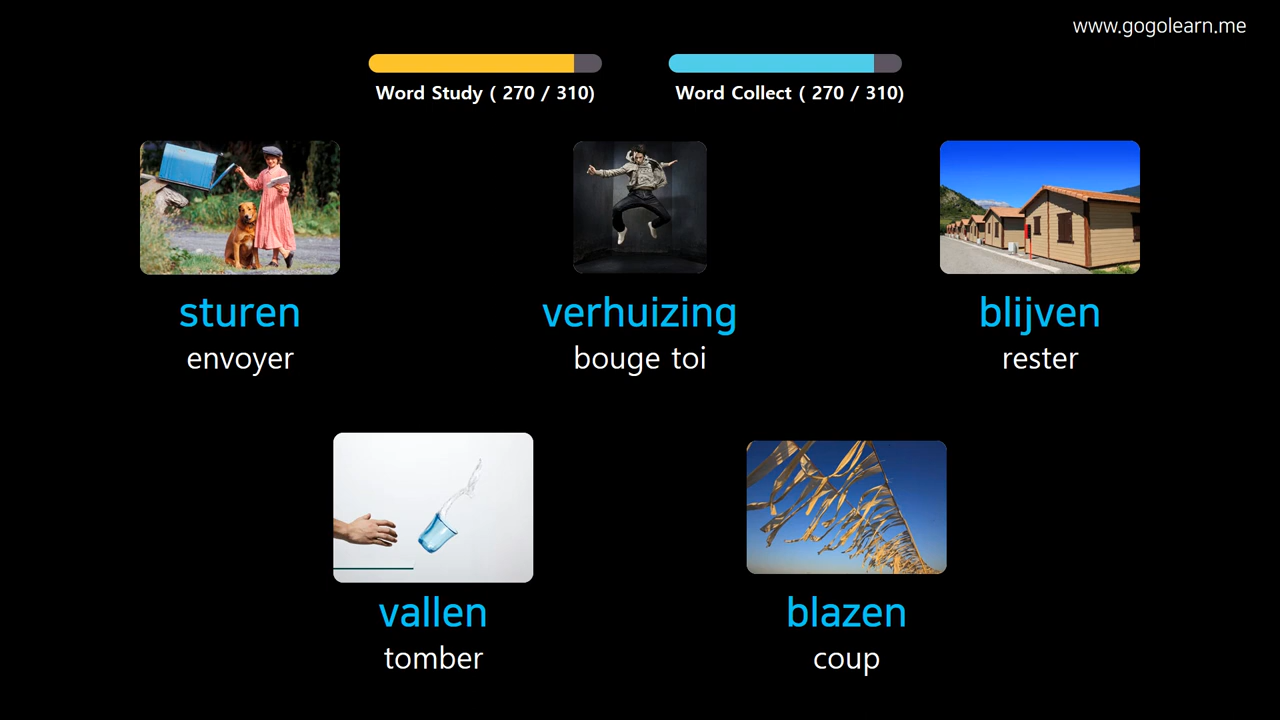 www.gogolearn.me
Word Study ( 270 / 310)
Word Collect ( 270 / 310)
sturen
envoyer
verhuizing
bouge toi
blijven
rester
vallen
tomber
blazen
coup